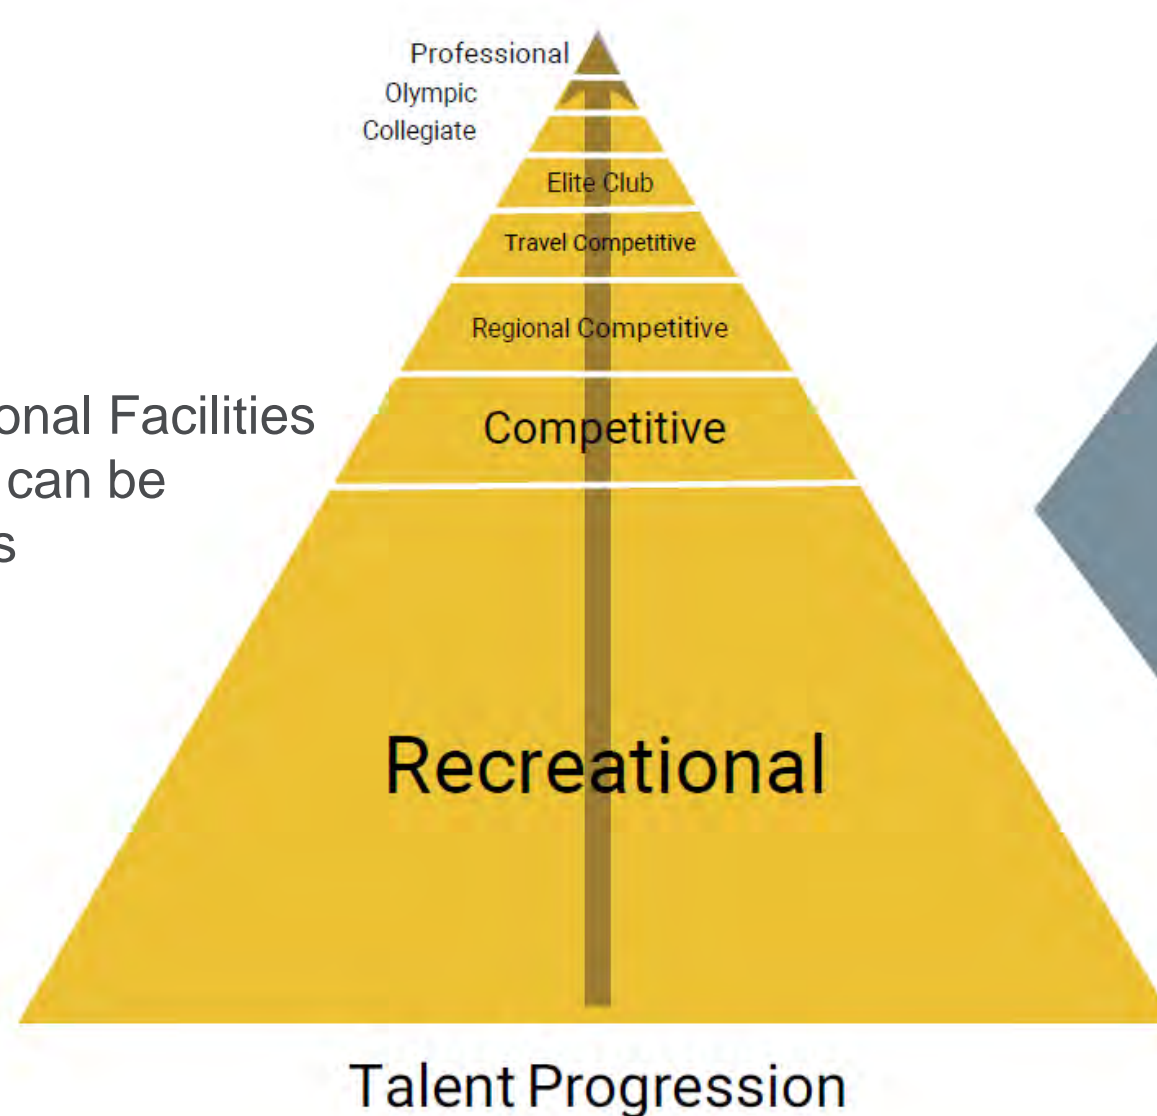 Professional
Olympic
Collegiate
Elite Club
Travel Competitive
Regional Competitive
Competitive
onal Facilities
can be
s
Recreational
Talent Progression